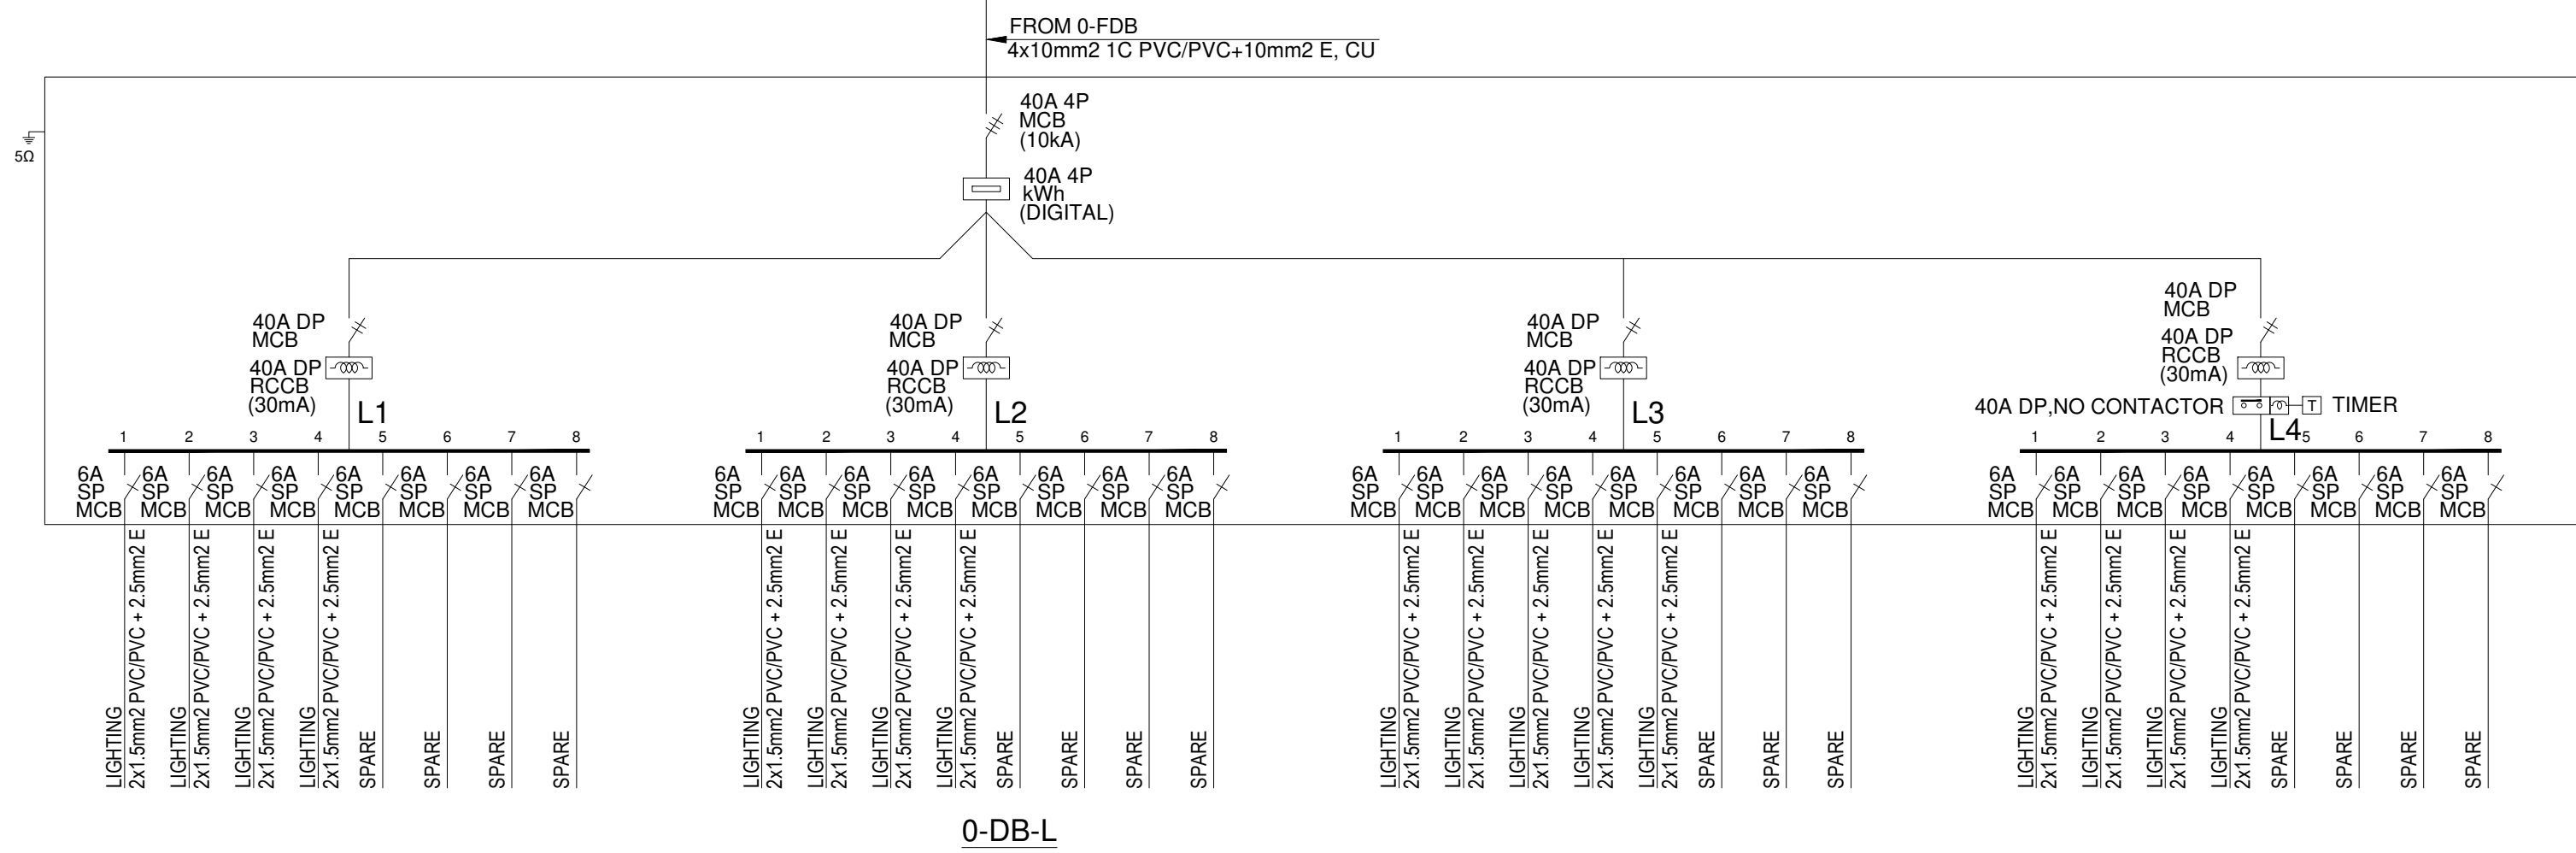 FROM 0-FDB
4x10mm2 1C PVC/PVC+10mm2 E, CU
5Ω
40A 4P
MCB
(10kA)
40A 4P
kWh
(DIGITAL)
40A DP
MCB
40A DP
RCCB
(30mA)
L1
40A DP
MCB
40A DP
RCCB
(30mA)
L2
40A DP
MCB
40A DP
RCCB
(30mA)
L3
40A DP
MCB
40A DP
RCCB
(30mA)
40A DP,NO CONTACTOR
T
TIMER
L4
1 2 3 4 5 6 7 8
6A 6A 6A 6A 6A 6A 6A 6A
SP SP SP SP SP SP SP SP
MCB MCB MCB MCB MCB MCB MCB MCB
LIGHTING
2x1.5mm2 PVC/PVC + 2.5mm2 E
LIGHTING
2x1.5mm2 PVC/PVC + 2.5mm2 E
LIGHTING
2x1.5mm2 PVC/PVC + 2.5mm2 E
LIGHTING
2x1.5mm2 PVC/PVC + 2.5mm2 E
SPARE
SPARE
SPARE
SPARE
1 2 3 4 5 6 7 8
6A 6A 6A 6A 6A 6A 6A 6A
SP SP SP SP SP SP SP SP
MCB MCB MCB MCB MCB MCB MCB MCB
LIGHTING
2x1.5mm2 PVC/PVC + 2.5mm2 E
LIGHTING
2x1.5mm2 PVC/PVC + 2.5mm2 E
LIGHTING
2x1.5mm2 PVC/PVC + 2.5mm2 E
LIGHTING
2x1.5mm2 PVC/PVC + 2.5mm2 E
SPARE
SPARE
SPARE
SPARE
1 2 3 4 5 6 7 8
6A 6A 6A 6A 6A 6A 6A 6A
SP SP SP SP SP SP SP SP
MCB MCB MCB MCB MCB MCB MCB MCB
LIGHTING
2x1.5mm2 PVC/PVC + 2.5mm2 E
LIGHTING
2x1.5mm2 PVC/PVC + 2.5mm2 E
LIGHTING
2x1.5mm2 PVC/PVC + 2.5mm2 E
LIGHTING
2x1.5mm2 PVC/PVC + 2.5mm2 E
LIGHTING
2x1.5mm2 PVC/PVC + 2.5mm2 E
SPARE
SPARE
SPARE
1 2 3 4 5 6 7 8
6A 6A 6A 6A 6A 6A 6A 6A
SP SP SP SP SP SP SP SP
MCB MCB MCB MCB MCB MCB MCB MCB
LIGHTING
2x1.5mm2 PVC/PVC + 2.5mm2 E
LIGHTING
2x1.5mm2 PVC/PVC + 2.5mm2 E
LIGHTING
2x1.5mm2 PVC/PVC + 2.5mm2 E
LIGHTING
2x1.5mm2 PVC/PVC + 2.5mm2 E
SPARE
SPARE
SPARE
SPARE
0-DB-L